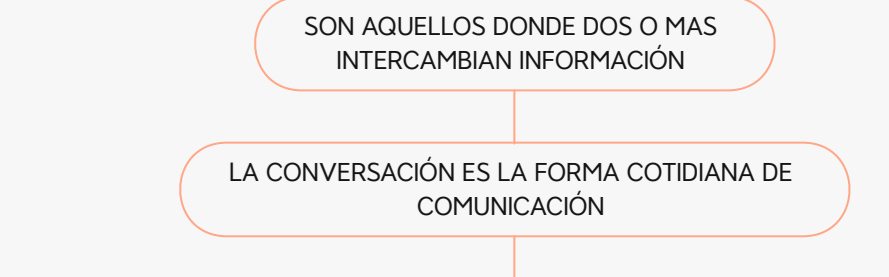 SON AQUELLOS DONDE DOS O MAS
INTERCAMBIAN INFORMACIÓN
LA CONVERSACIÓN ES LA FORMA COTIDIANA DE
COMUNICACIÓN